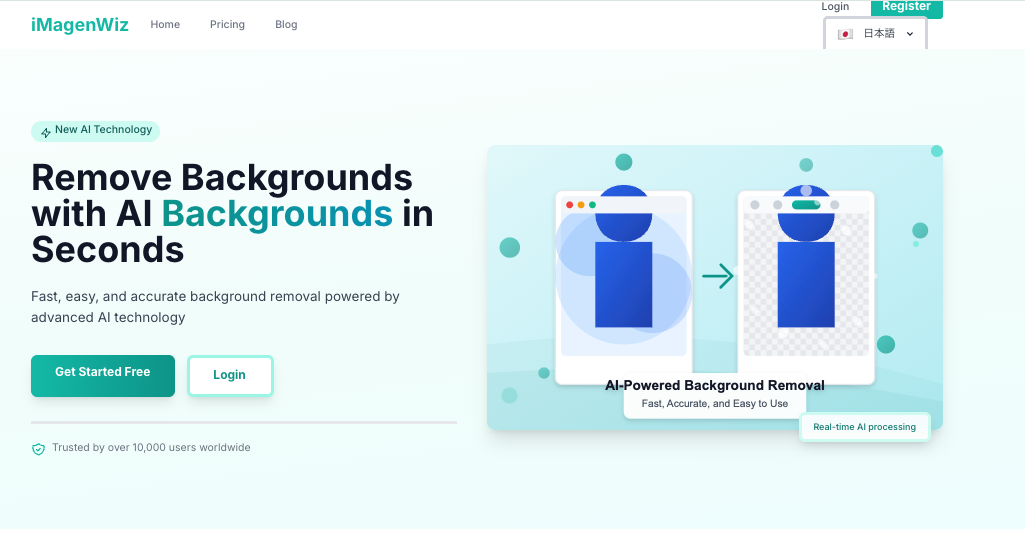 iMagenWiz
Home
Pricing
Blog
Login
Register
日本語
New AI Technology
Remove Backgrounds
with AI Backgrounds in
Seconds
Fast, easy, and accurate background removal powered by
advanced AI technology
Get Started Free
Login
Trusted by over 10,000 users worldwide
AI-Powered Background Removal
Fast, Accurate, and Easy to Use
Real-time AI processing